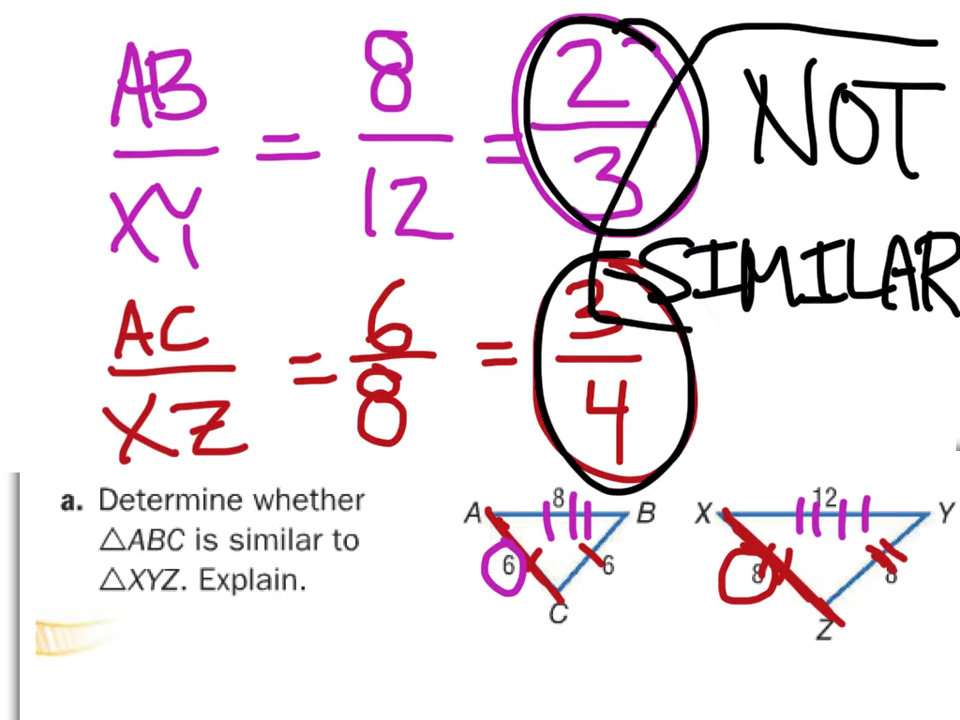 AB/XY = 8/12 = 2/3
NOT
SIMILAR
AC/XZ = 6/8 = 3/4
a. Determine whether
△ABC is similar to
△XYZ. Explain.
A 8 B
6 6
C
X 12 Y
8 8
Z